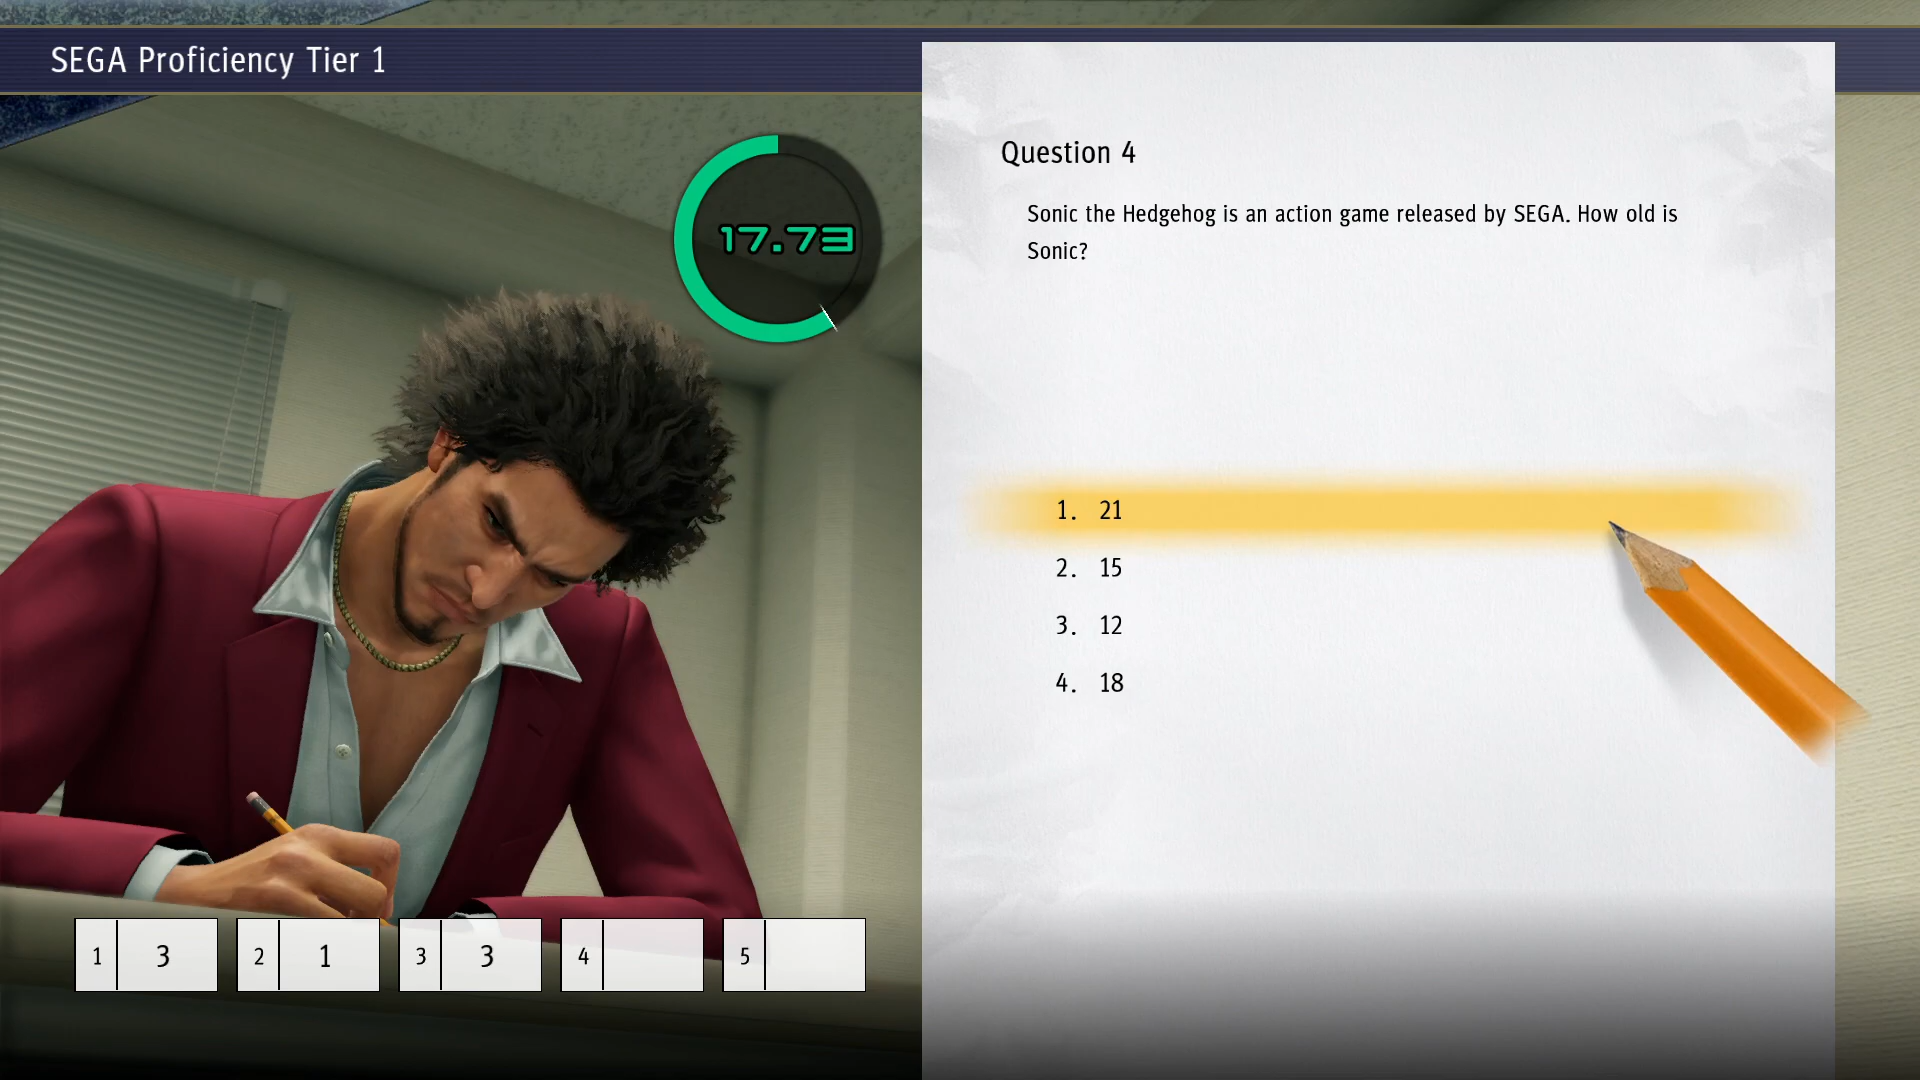 SEGA Proficiency Tier 1
17.73
Question 4
Sonic the Hedgehog is an action game released by SEGA. How old is
Sonic?
1. 21
2. 15
3. 12
4. 18
1 3 2 1 3 3 4 5